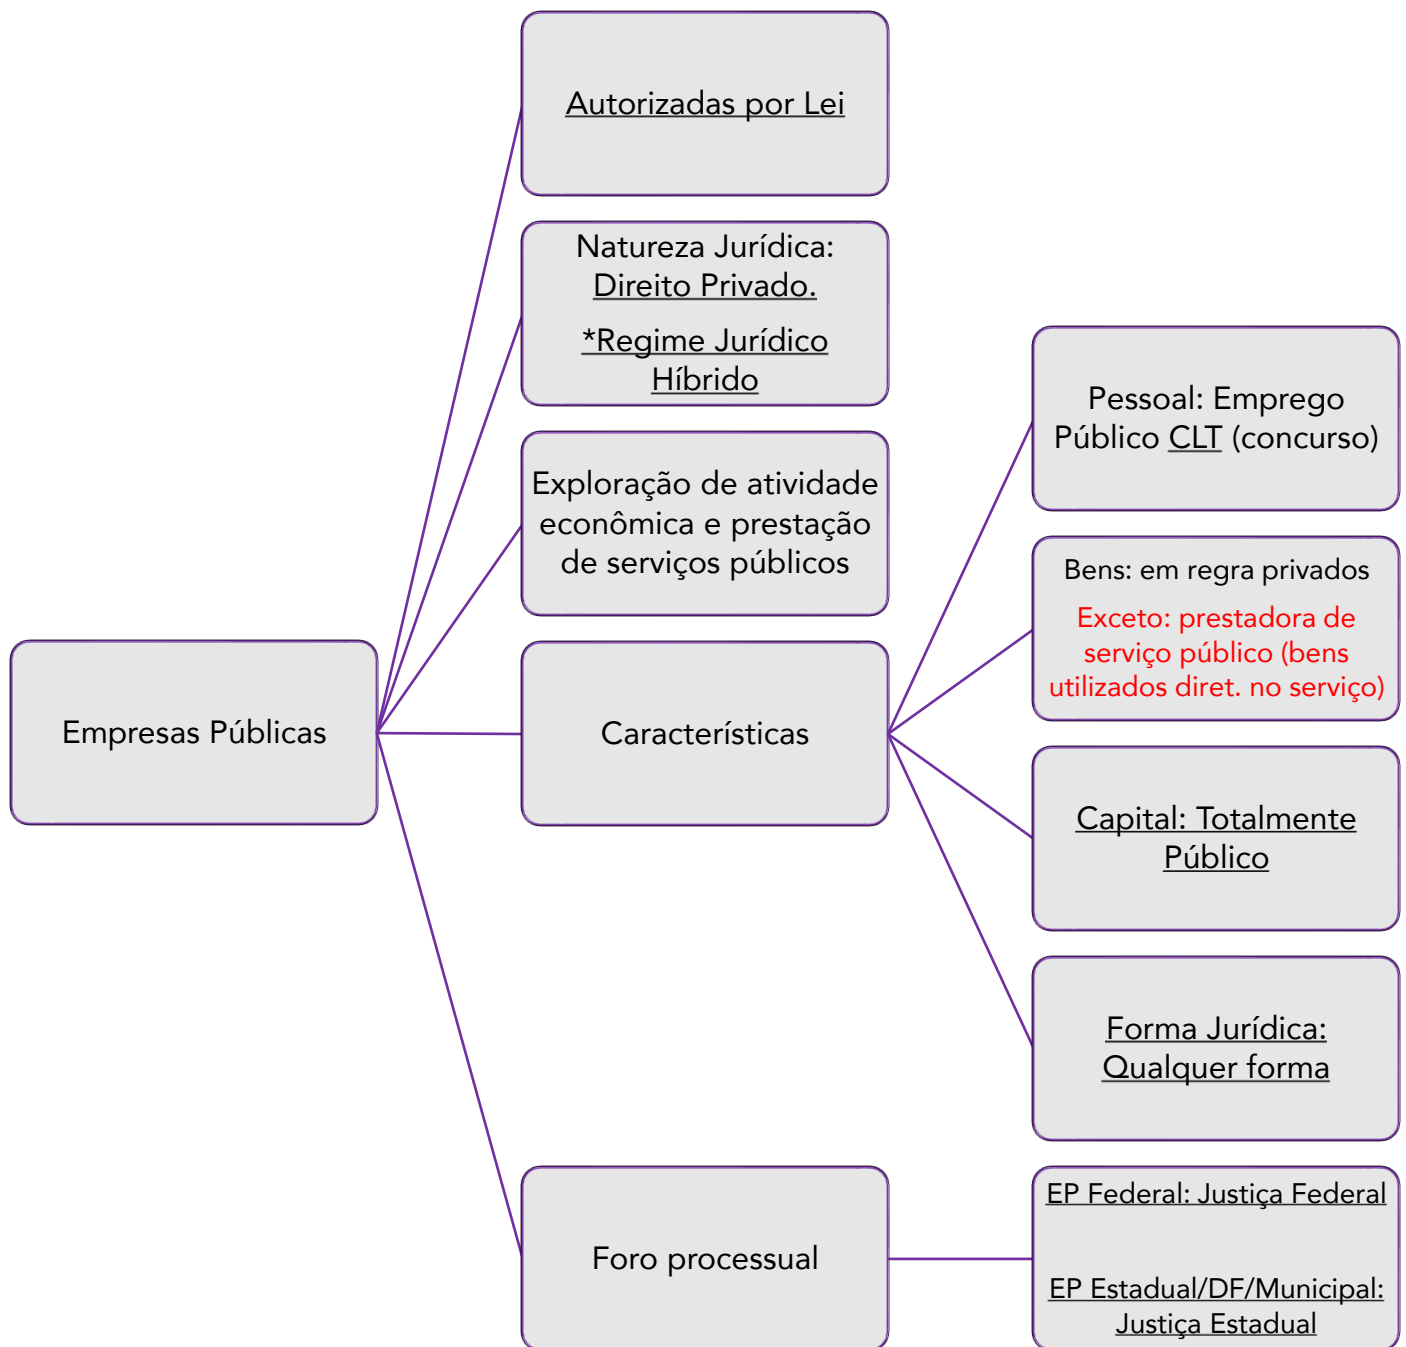 Autorizadas por Lei
Natureza Jurídica:
Direito Privado.
*Regime Jurídico
Híbrido
Exploração de atividade
econômica e prestação
de serviços públicos
Empresas Públicas
Características
Pessoal: Emprego
Público CLT (concurso)
Bens: em regra privados
Exceto: prestadora de
serviço público (bens
utilizados diret. no serviço)
Capital: Totalmente
Público
Forma Jurídica:
Qualquer forma
Foro processual
EP Federal: Justiça Federal
EP Estadual/DF/Municipal:
Justiça Estadual